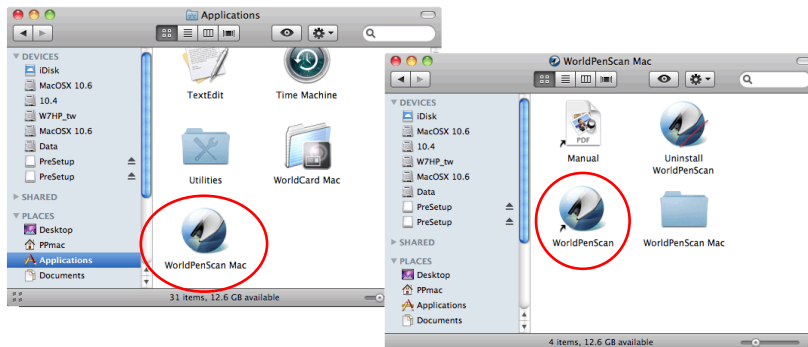 Applications
DEVICES
iDisk
MacOSX 10.6
10.4
W7HP_tw
MacOSX 10.6
Data
PreSetup
PreSetup
SHARED
PLACES
Desktop
PPmac
Applications
Documents
TextEdit
Time Machine
Utilities
WorldCard Mac
WorldPenScan Mac
31 items, 12.6 GB available
WorldPenScan Mac
DEVICES
iDisk
MacOSX 10.6
10.4
W7HP_tw
MacOSX 10.6
Data
PreSetup
PreSetup
SHARED
PLACES
Desktop
PPmac
Applications
Documents
PDF
Manual
Uninstall
WorldPenScan
WorldPenScan
WorldPenScan Mac
4 items, 12.6 GB available